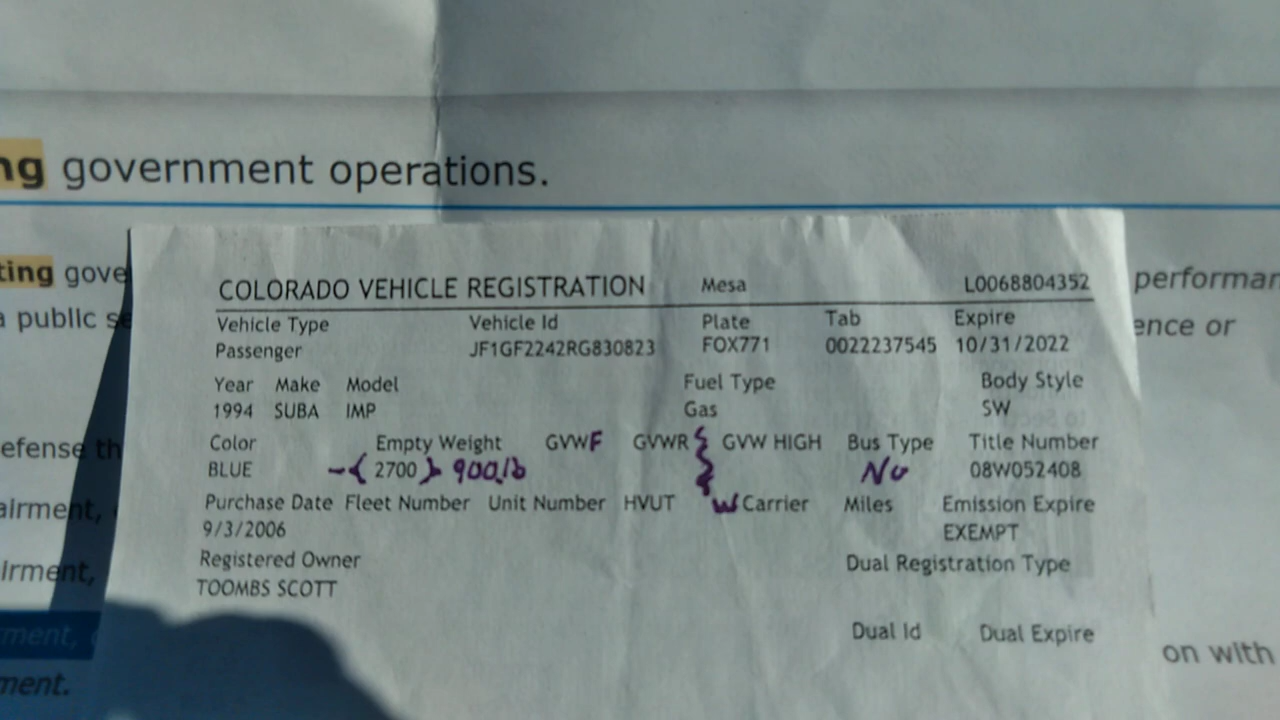 ng government operations.
ting gove
performan
a public se
ence or
COLORADO VEHICLE REGISTRATION Mesa L0068804352
Vehicle Type Vehicle Id Plate Tab Expire
Passenger JF1GF2242RG830823 FOX771 0022237545 10/31/2022
Year Make Model Fuel Type Body Style
1994 SUBA IMP Gas SW
Color Empty Weight GVWF GVWR GVW HIGH Bus Type Title Number
BLUE -{ 2700 } 900lb No 08W052408
Purchase Date Fleet Number Unit Number HVUT w Carrier Miles Emission Expire
9/3/2006 EXEMPT
Registered Owner Dual Registration Type
TOOMBS SCOTT
Dual Id Dual Expire
efense th
airment,
irment,
ment,
ment.
on with